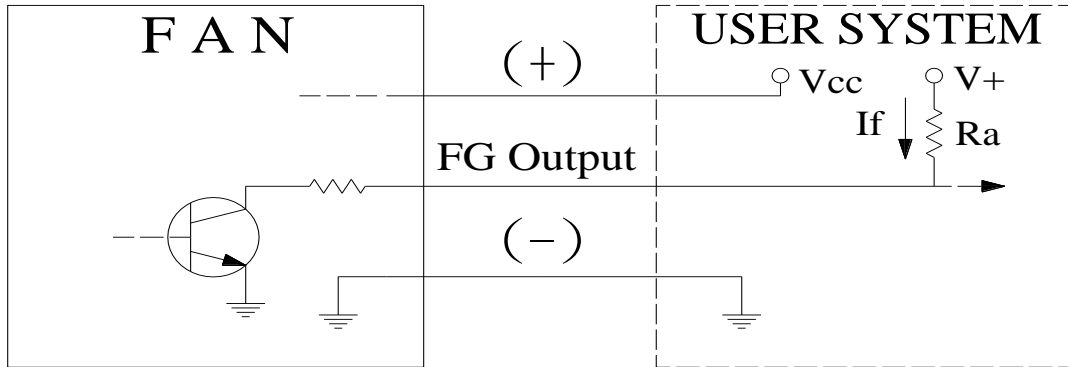 F A N
USER SYSTEM
(+)
Vcc
V+
If
Ra
FG Output
(-)